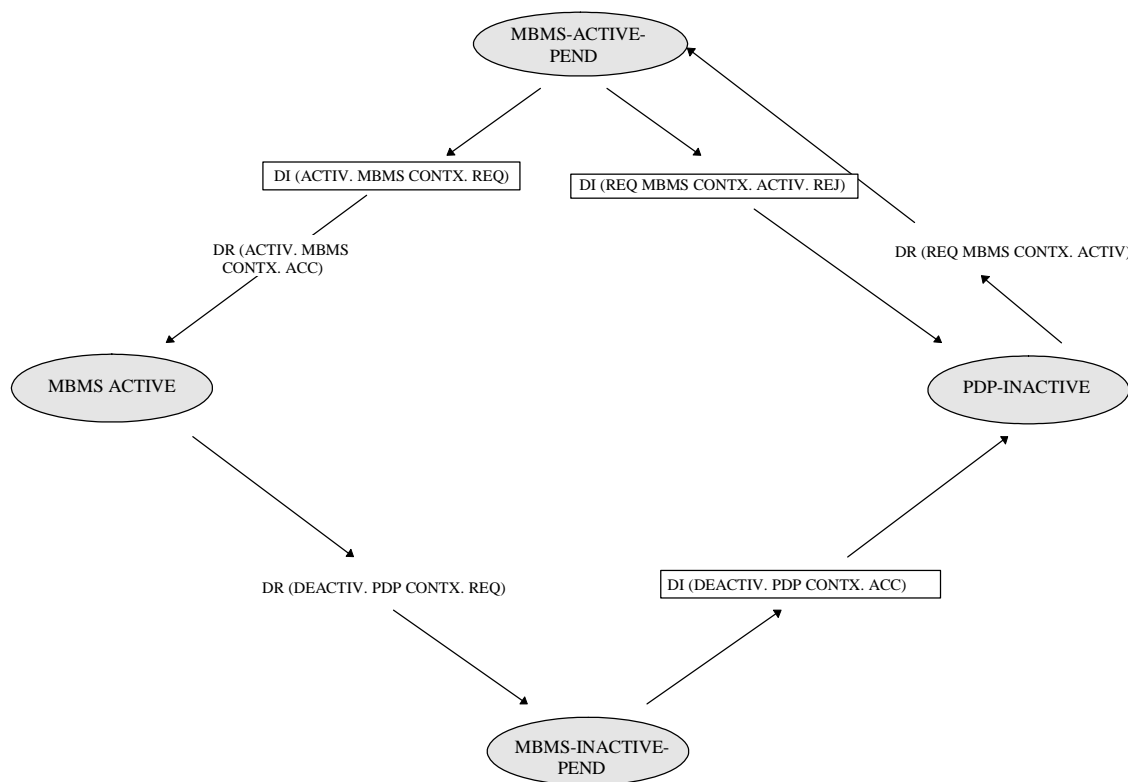 MBMS-ACTIVE-
PEND
DI (ACTIV. MBMS CONTX. REQ)
DI (REQ MBMS CONTX. ACTIV. REJ)
DR (ACTIV. MBMS
CONTX. ACC)
DR (REQ MBMS CONTX. ACTIV)
MBMS ACTIVE
PDP-INACTIVE
DR (DEACTIV. PDP CONTX. REQ)
DI (DEACTIV. PDP CONTX. ACC)
MBMS-INACTIVE-
PEND